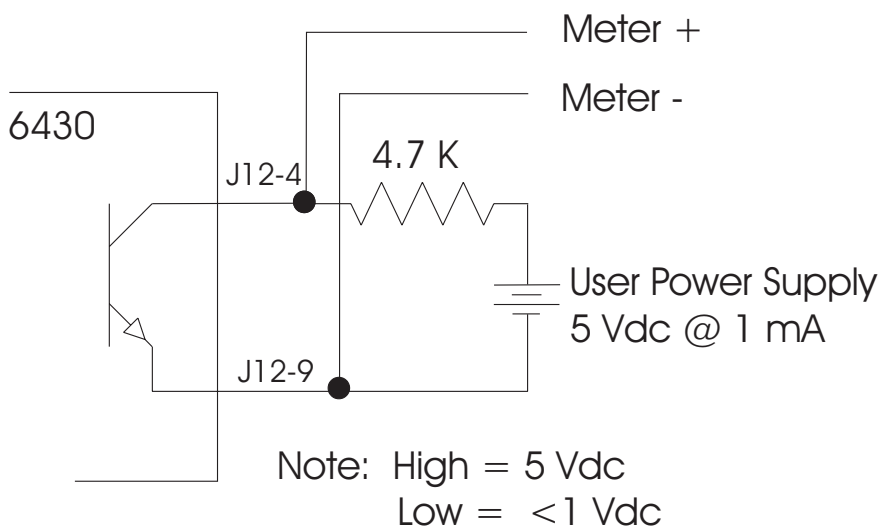 Meter +
Meter -
6430
J12-4
4.7 K
User Power Supply
5 Vdc @ 1 mA
J12-9
Note: High = 5 Vdc
Low = <1 Vdc